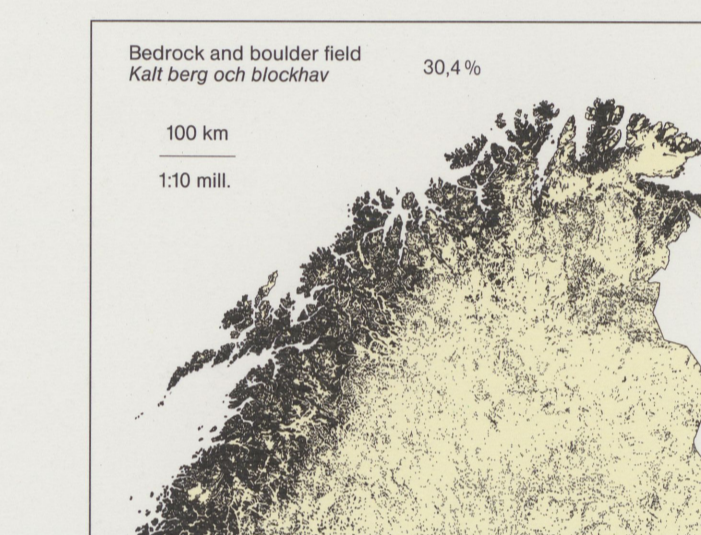 Bedrock and boulder field
Kalt berg och blockhav
30,4 %
100 km
1:10 mill.